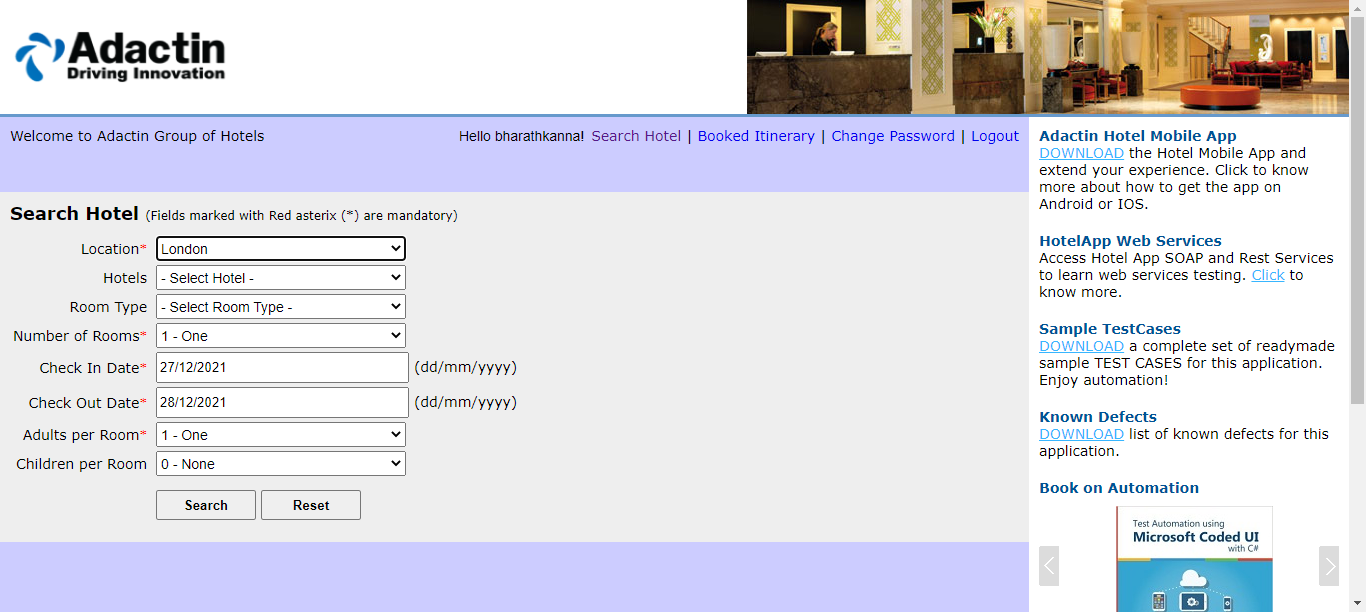 Adactin
Driving Innovation
Welcome to Adactin Group of Hotels
Hello bharathkanna! Search Hotel | Booked Itinerary | Change Password | Logout
Search Hotel (Fields marked with Red asterix (*) are mandatory)
Location* London
Hotels - Select Hotel -
Room Type - Select Room Type -
Number of Rooms* 1 - One
Check In Date* 27/12/2021 (dd/mm/yyyy)
Check Out Date* 28/12/2021 (dd/mm/yyyy)
Adults per Room* 1 - One
Children per Room 0 - None
Search Reset
Adactin Hotel Mobile App
DOWNLOAD the Hotel Mobile App and
extend your experience. Click to know
more about how to get the app on
Android or IOS.
HotelApp Web Services
Access Hotel App SOAP and Rest Services
to learn web services testing. Click to
know more.
Sample TestCases
DOWNLOAD a complete set of readymade
sample TEST CASES for this application.
Enjoy automation!
Known Defects
DOWNLOAD list of known defects for this
application.
Book on Automation
Test Automation using
Microsoft Coded UI
with C#